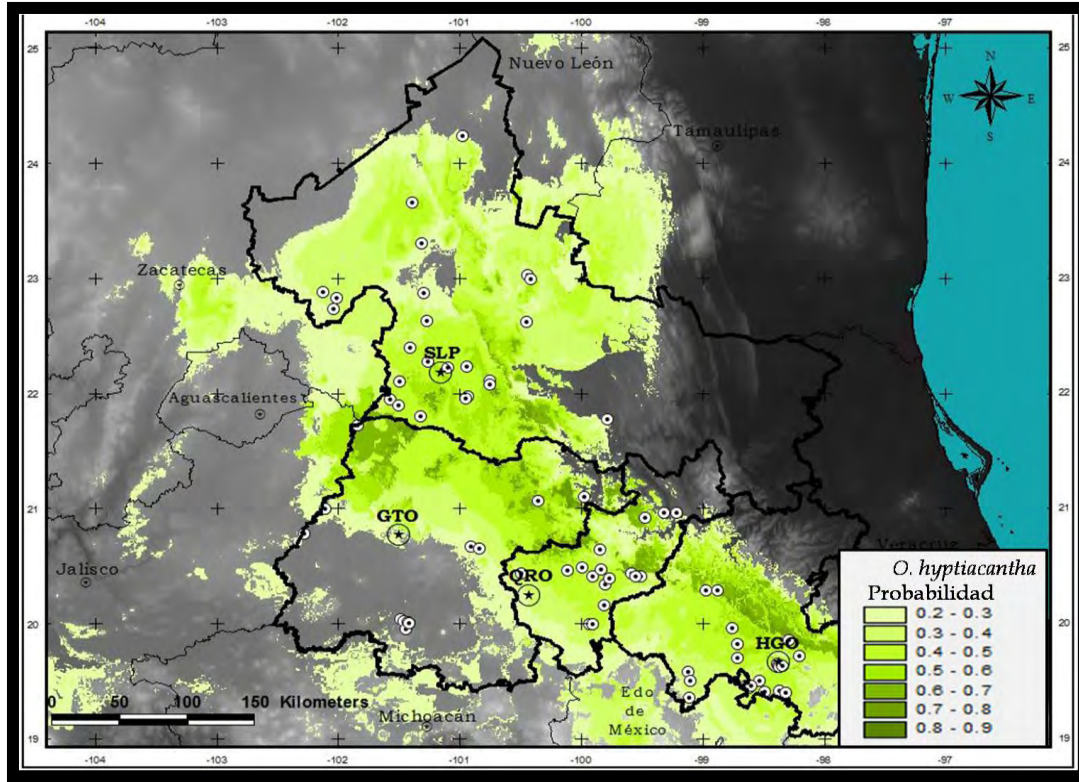 -104 -103 -102 -101 -100 -99 -98 -97
25 25
Nuevo León
N
W E
S
Tamaulipas
24 24
Zacatecas
23 23
SLP
22 22
Aguascalientes
21 21
GTO
Veracruz
Jalisco
QRO
20
HGO
O. hyptiacantha
Probabilidad
0.2 - 0.3
0.3 - 0.4
0.4 - 0.5
0.5 - 0.6
0.6 - 0.7
0.7 - 0.8
0.8 - 0.9
0 50 100 150 Kilometers
Edo
de
México
Michoacán
19 19
-104 -103 -102 -101 -100 -99 -98 -97